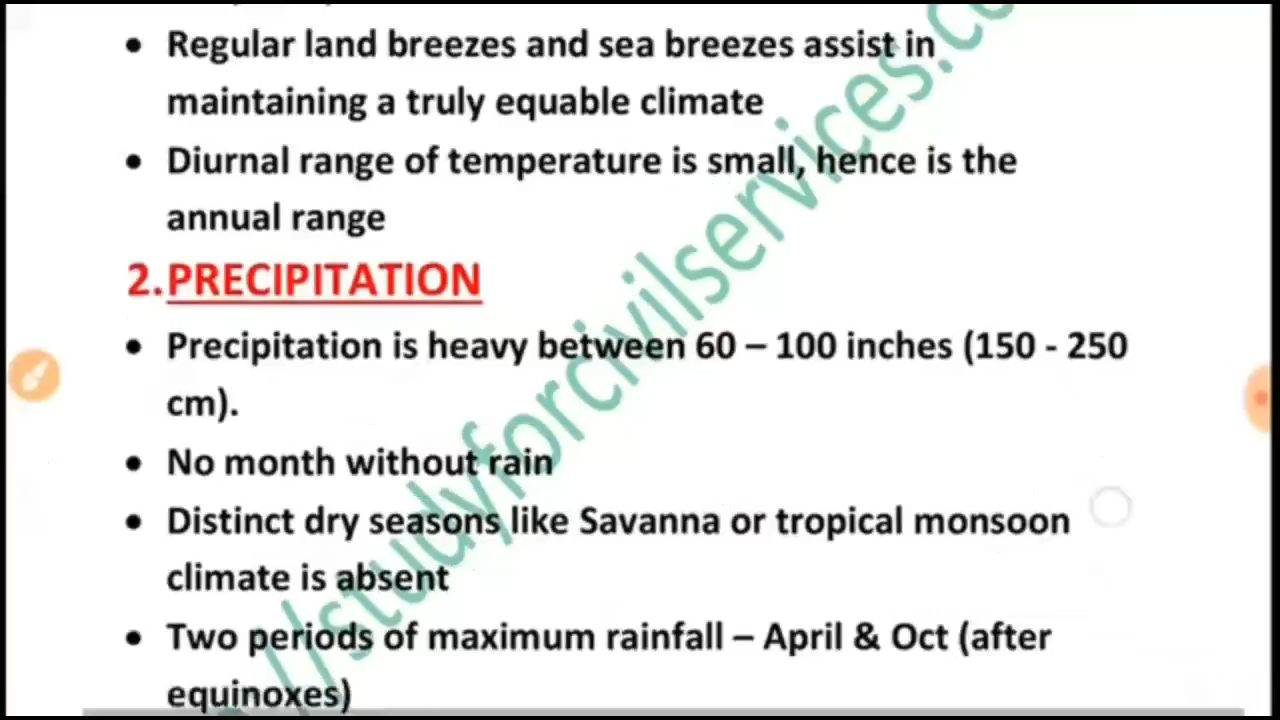 • Regular land breezes and sea breezes assist in
maintaining a truly equable climate
• Diurnal range of temperature is small, hence is the
annual range
2. PRECIPITATION
• Precipitation is heavy between 60 – 100 inches (150 - 250
cm).
• No month without rain
• Distinct dry seasons like Savanna or tropical monsoon
climate is absent
• Two periods of maximum rainfall – April & Oct (after
equinoxes)
//studyforcivilservices.co